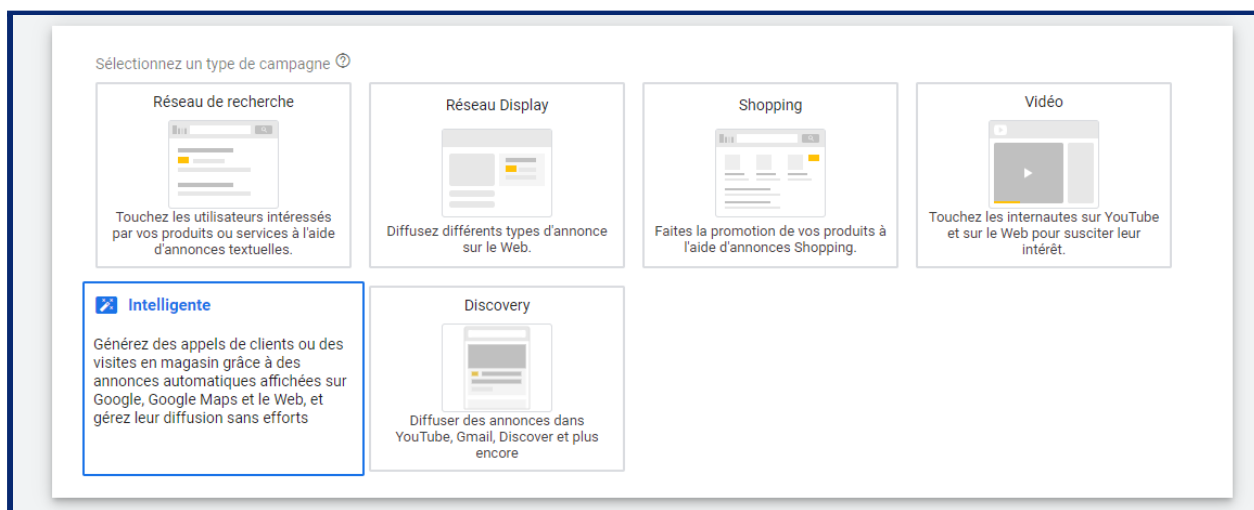 Sélectionnez un type de campagne
Réseau de recherche
Touchez les utilisateurs intéressés
par vos produits ou services à l'aide
d'annonces textuelles.
Réseau Display
Diffusez différents types d'annonce
sur le Web.
Shopping
Faites la promotion de vos produits à
l'aide d'annonces Shopping.
Vidéo
Touchez les internautes sur YouTube
et sur le Web pour susciter leur
intérêt.
Intelligente
Générez des appels de clients ou des
visites en magasin grâce à des
annonces automatiques affichées sur
Google, Google Maps et le Web, et
gérez leur diffusion sans efforts
Discovery
Diffuser des annonces dans
YouTube, Gmail, Discover et plus
encore